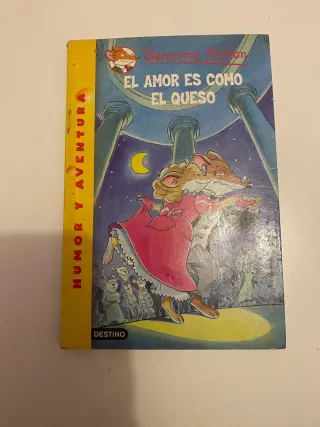 Geronimo Stilton
EL AMOR ES COMO
EL QUESO
HUMOR Y AVENTURA
DESTINO